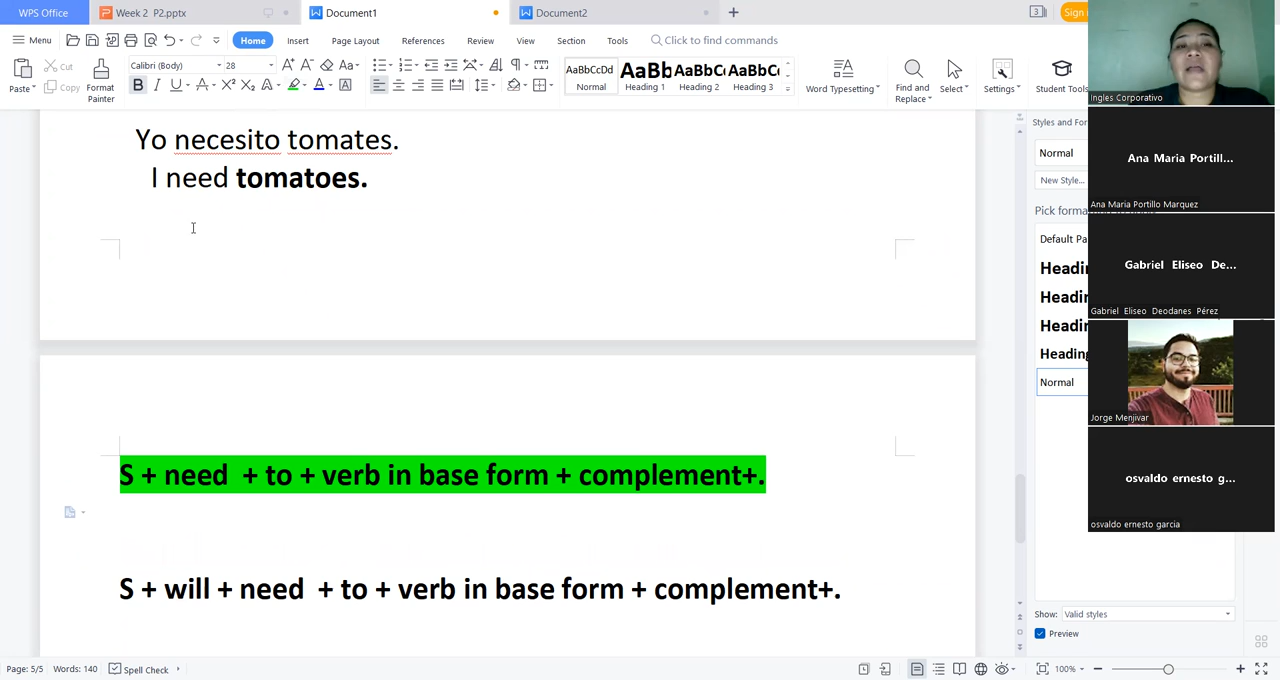 WPS Office Week 2 P2.pptx Document1 Document2 3 Sign i
Menu Home Insert Page Layout References Review View Section Tools Click to find commands
Paste Cut Copy Format Painter Calibri (Body) 28 AaBbCcDd Normal AaBb Heading 1 AaBbC Heading 2 AaBbC Heading 3 Word Typesetting Find and Replace Select Settings Student Tools
Ingles Corporativo
Yo necesito tomates.
I need tomatoes.
S + need + to + verb in base form + complement+.
S + will + need + to + verb in base form + complement+.
Styles and For
Normal
New Style...
Pick forma
Default Pa
Headi
Headi
Headi
Heading
Normal
Show: Valid styles
Preview
Ana Maria Portill...
Ana Maria Portillo Marquez
Gabriel Eliseo De...
Gabriel Eliseo Deodanes Pérez
Jorge Menjivar
osvaldo ernesto g...
osvaldo ernesto garcia
Page: 5/5 Words: 140 Spell Check 100%